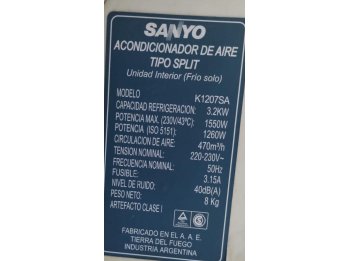 SANYO
ACONDICIONADOR DE AIRE
TIPO SPLIT
Unidad Interior (Frío solo)
MODELO K1207SA
CAPACIDAD REFRIGERACION: 3.2KW
POTENCIA MAX. (230V/43ºC): 1550W
POTENCIA (ISO 5151): 1260W
CIRCULACION DE AIRE: 470m³/h
TENSION NOMINAL: 220-230V~
FRECUENCIA NOMINAL: 50Hz
FUSIBLE: 3.15A
NIVEL DE RUIDO: 40dB(A)
PESO NETO: 8 Kg
ARTEFACTO CLASE I
FABRICADO EN EL A. A. E.
TIERRA DEL FUEGO
INDUSTRIA ARGENTINA